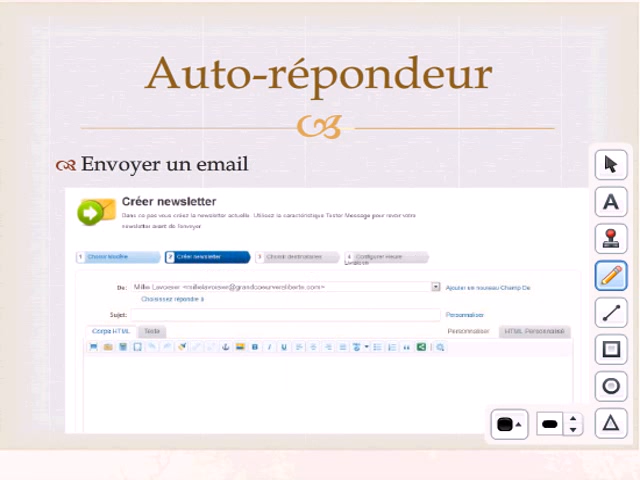 Auto-répondeur
Envoyer un email
Créer newsletter
Dans ce pas vous créez la newsletter actuelle. Utilisez la caractéristique Tester Message pour revoir votre
newsletter avant de l'envoyer
1 Choisir Modèle 2 Créer newsletter 3 Choisir destinataires 4 Configurer Heure
Livraison
De: Ajouter un nouveau Champ De
Choisissez répondre à
Sujet: Personnaliser
Corps HTML Texte Personnaliser HTML Personnalisé
A